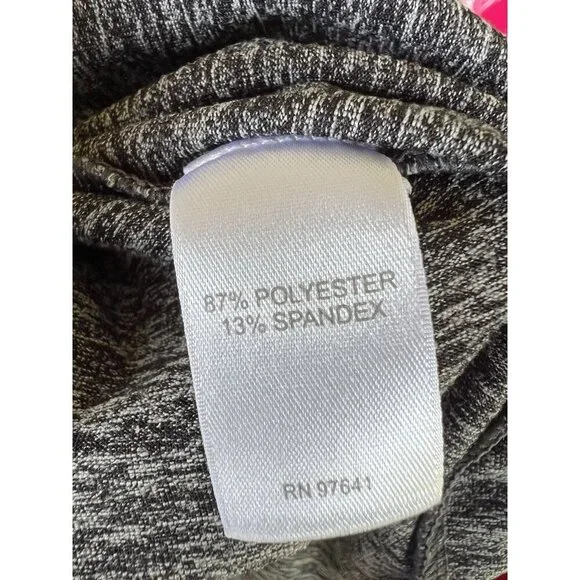 87% POLYESTER
13% SPANDEX
RN 97641